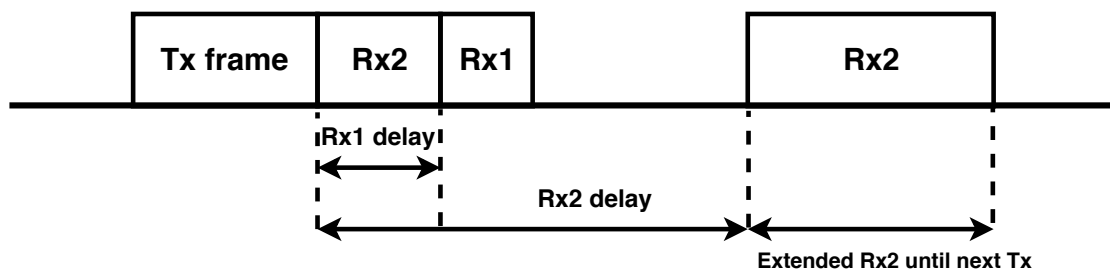 Tx frame
Rx2
Rx1
Rx2
Rx1 delay
Rx2 delay
Extended Rx2 until next Tx